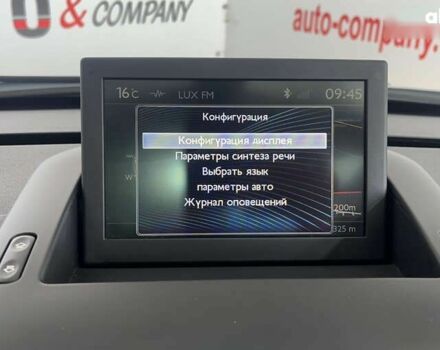 & COMPANY
auto-company.
16°C
LUX FM
09:45
Конфигурация
Конфигурация дисплея
Параметры синтеза речи
Выбрать язык
параметры авто
Журнал оповещений
200m
325 m